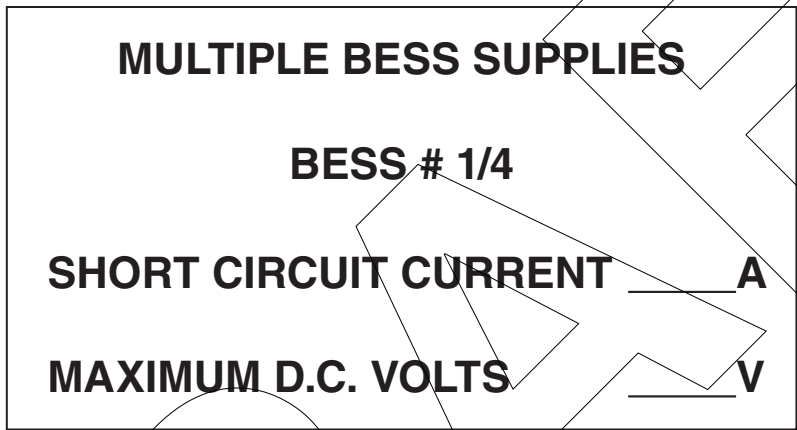 MULTIPLE BESS SUPPLIES
BESS # 1/4
SHORT CIRCUIT CURRENT _____A
MAXIMUM D.C. VOLTS _____V